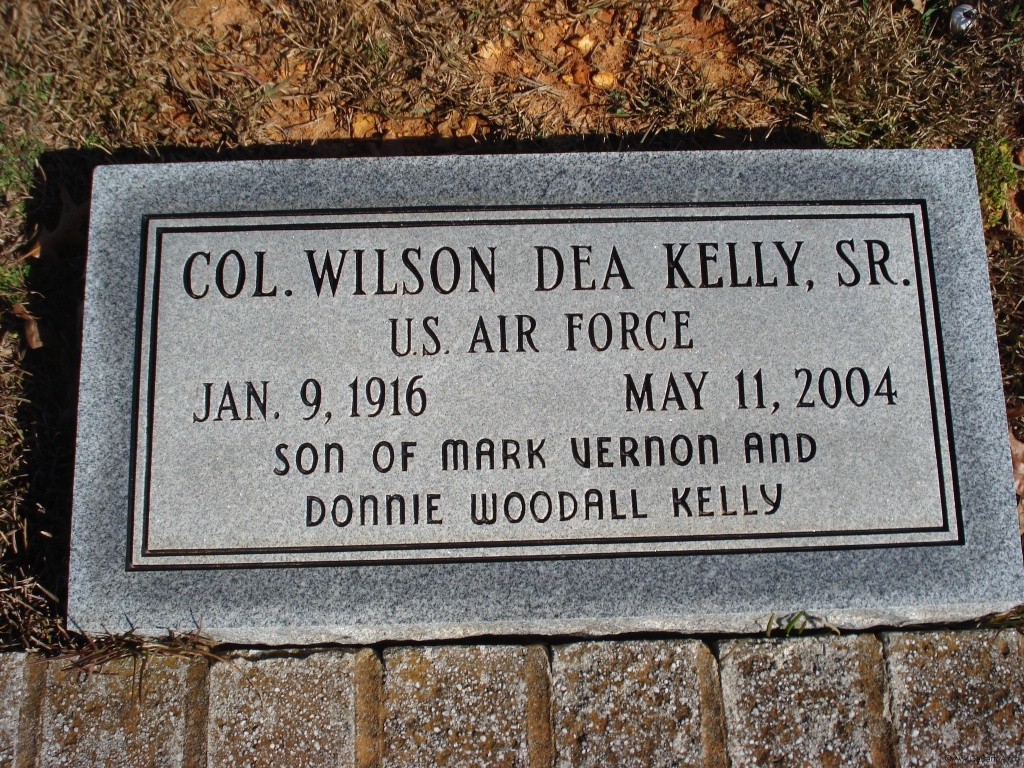 COL. WILSON DEA KELLY, SR.
U.S. AIR FORCE
JAN. 9, 1916 MAY 11, 2004
SON OF MARK VERNON AND
DONNIE WOODALL KELLY